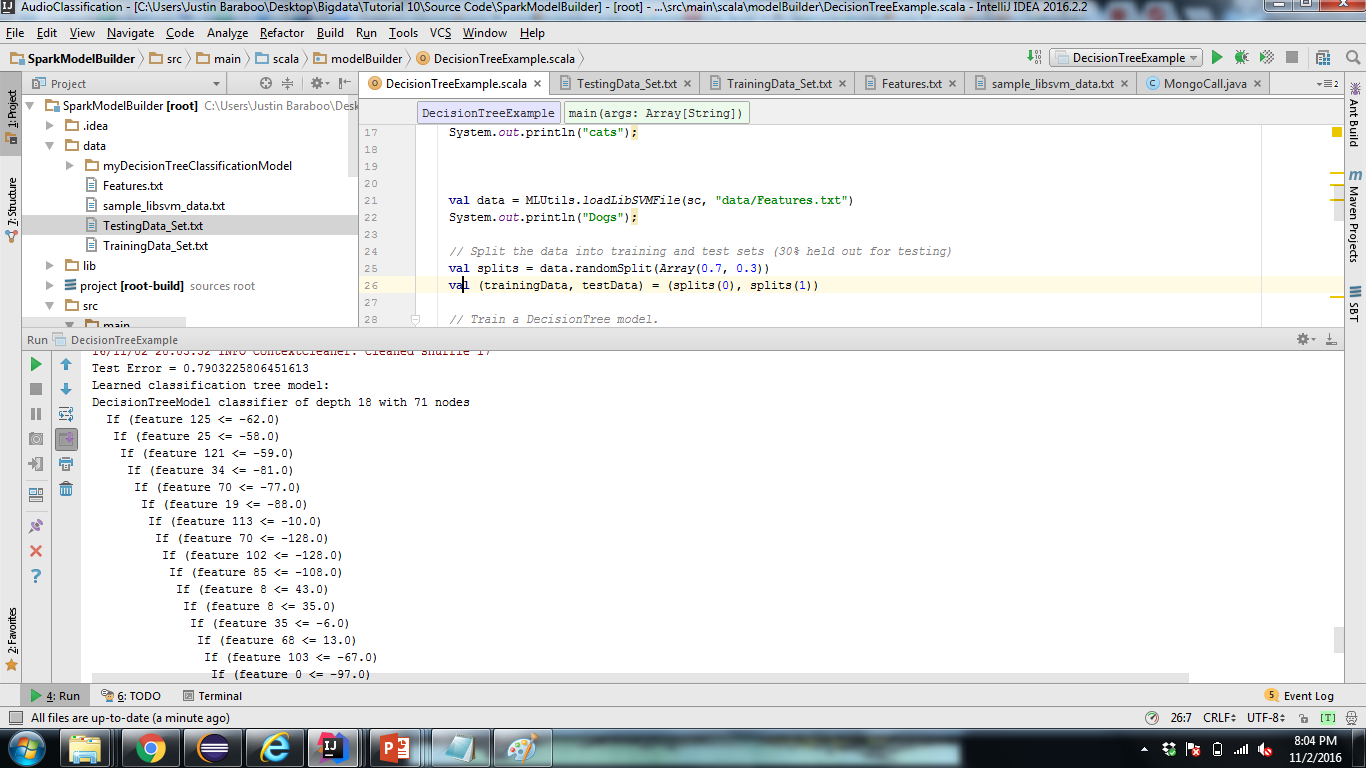 AudioClassification - [C:\Users\Justin Baraboo\Desktop\Bigdata\Tutorial 10\Source Code\SparkModelBuilder] - [root] - ...\src\main\scala\modelBuilder\DecisionTreeExample.scala - IntelliJ IDEA 2016.2.2
File Edit View Navigate Code Analyze Refactor Build Run Tools VCS Window Help
SparkModelBuilder src main scala modelBuilder DecisionTreeExample.scala DecisionTreeExample
Project DecisionTreeExample.scala TestingData_Set.txt TrainingData_Set.txt Features.txt sample_libsvm_data.txt MongoCall.java
1: Project
7: Structure
2: Favorites
Ant Build
Maven Projects
SBT
SparkModelBuilder [root] C:\Users\Justin Baraboo\Desk
.idea
data
myDecisionTreeClassificationModel
Features.txt
sample_libsvm_data.txt
TestingData_Set.txt
TrainingData_Set.txt
lib
project [root-build] sources root
src
main
DecisionTreeExample main(args: Array[String])
17 System.out.println("cats");
18
19
20
21 val data = MLUtils.loadLibSVMFile(sc, "data/Features.txt")
22 System.out.println("Dogs");
23
24 // Split the data into training and test sets (30% held out for testing)
25 val splits = data.randomSplit(Array(0.7, 0.3))
26 val (trainingData, testData) = (splits(0), splits(1))
27
28 // Train a DecisionTree model.
Run DecisionTreeExample
16/11/02 20:03:52 INFO ContextCleaner: Cleaned shuffle 17
Test Error = 0.7903225806451613
Learned classification tree model:
DecisionTreeModel classifier of depth 18 with 71 nodes
If (feature 125 <= -62.0)
If (feature 25 <= -58.0)
If (feature 121 <= -59.0)
If (feature 34 <= -81.0)
If (feature 70 <= -77.0)
If (feature 19 <= -88.0)
If (feature 113 <= -10.0)
If (feature 70 <= -128.0)
If (feature 102 <= -128.0)
If (feature 85 <= -108.0)
If (feature 8 <= 43.0)
If (feature 8 <= 35.0)
If (feature 35 <= -6.0)
If (feature 68 <= 13.0)
If (feature 103 <= -67.0)
If (feature 0 <= -97.0)
4: Run 6: TODO Terminal 5 Event Log
All files are up-to-date (a minute ago) 26:7 CRLF UTF-8 [T]
8:04 PM
11/2/2016